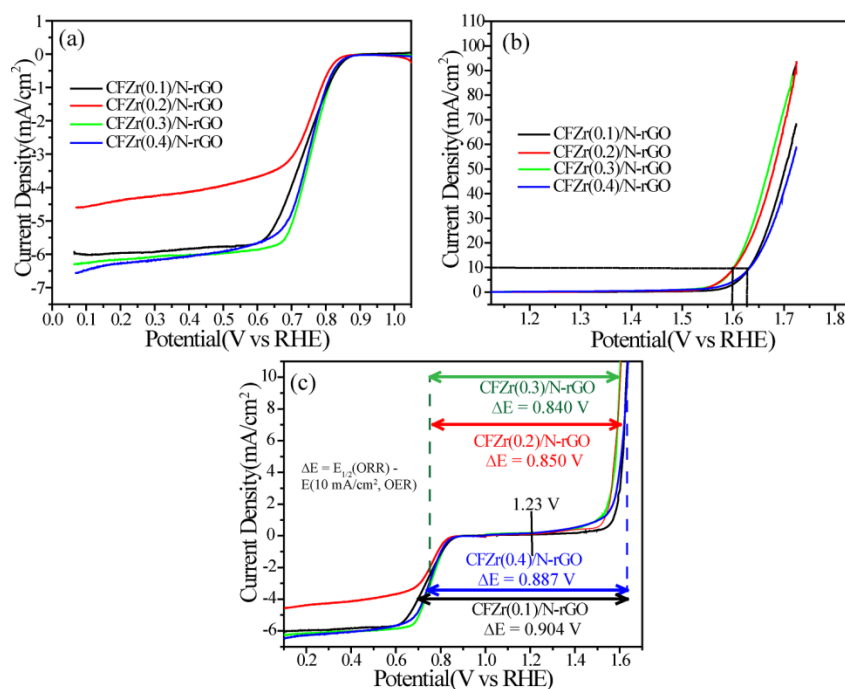 (a)
CFZr(0.1)/N-rGO
CFZr(0.2)/N-rGO
CFZr(0.3)/N-rGO
CFZr(0.4)/N-rGO
Current Density(mA/cm²)
1
0
-1
-2
-3
-4
-5
-6
-7
0.0 0.1 0.2 0.3 0.4 0.5 0.6 0.7 0.8 0.9 1.0
Potential(V vs RHE)
(b)
CFZr(0.1)/N-rGO
CFZr(0.2)/N-rGO
CFZr(0.3)/N-rGO
CFZr(0.4)/N-rGO
Current Density(mA/cm²)
110
100
90
80
70
60
50
40
30
20
10
0
-10
1.2 1.3 1.4 1.5 1.6 1.7 1.8
Potential(V vs RHE)
(c)
CFZr(0.3)/N-rGO
ΔE = 0.840 V
CFZr(0.2)/N-rGO
ΔE = 0.850 V
ΔE = E1/2(ORR) -
E(10 mA/cm², OER)
1.23 V
CFZr(0.4)/N-rGO
ΔE = 0.887 V
CFZr(0.1)/N-rGO
ΔE = 0.904 V
Current Density(mA/cm²)
10
8
6
4
2
0
-2
-4
-6
0.2 0.4 0.6 0.8 1.0 1.2 1.4 1.6
Potential(V vs RHE)